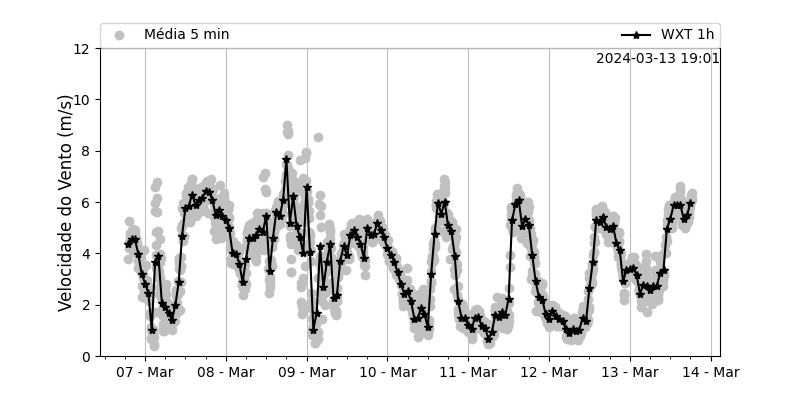 Média 5 min
WXT 1h
2024-03-13 19:01
Velocidade do Vento (m/s)
12
10
8
6
4
2
0
07 - Mar
08 - Mar
09 - Mar
10 - Mar
11 - Mar
12 - Mar
13 - Mar
14 - Mar